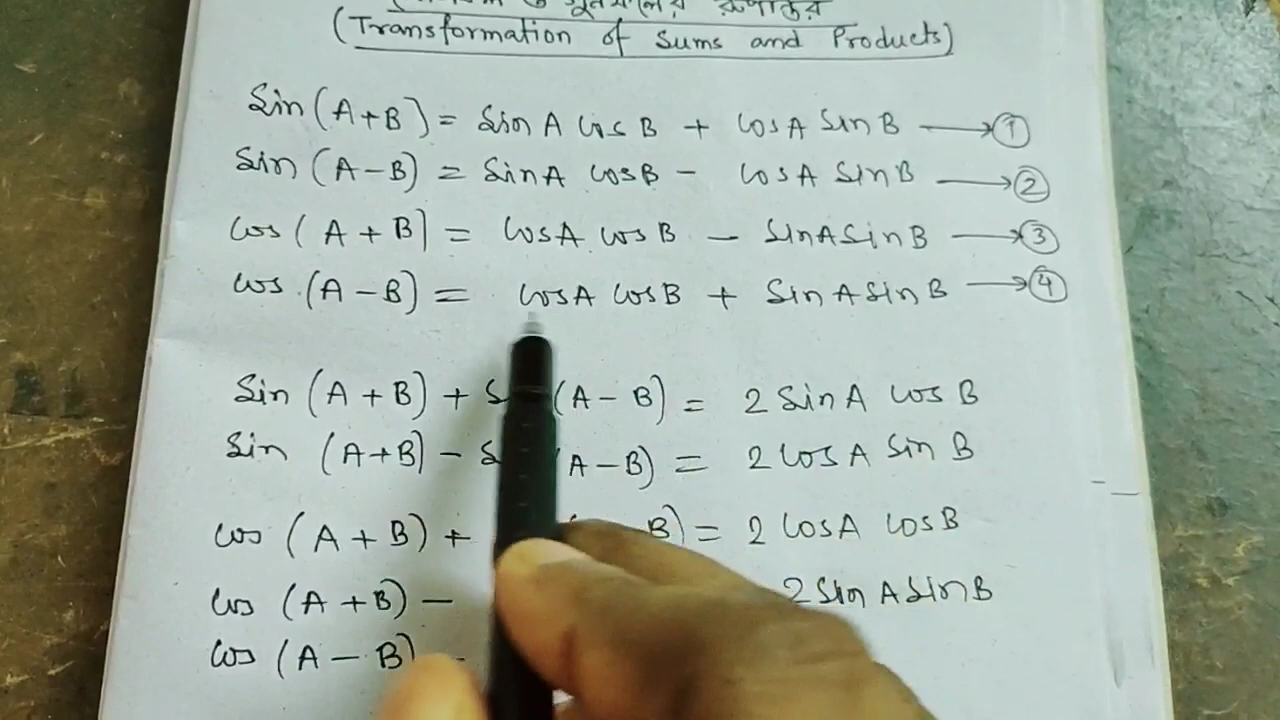 ও গুণফলের রূপান্তর
(Transformation of Sums and Products)
Sin (A+B) = Sin A Cos B + Cos A Sin B → ①
Sin (A-B) = Sin A Cos B - Cos A Sin B → ②
Cos (A+B) = Cos A Cos B - Sin A Sin B → ③
Cos (A-B) = Cos A Cos B + Sin A Sin B → ④
Sin (A+B) + S (A-B) = 2 Sin A Cos B
Sin (A+B) - S (A-B) = 2 Cos A Sin B
Cos (A+B) + B) = 2 Cos A Cos B
Cos (A+B) - 2 Sin A Sin B
Cos (A-B) -